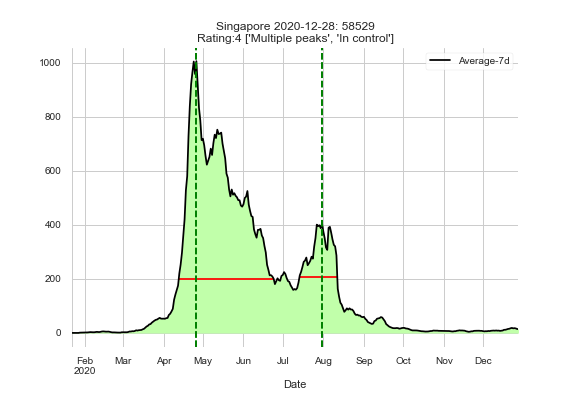 Singapore 2020-12-28: 58529
Rating:4 ['Multiple peaks', 'In control']
Average-7d
1000
800
600
400
200
0
Feb Mar Apr May Jun Jul Aug Sep Oct Nov Dec
2020
Date